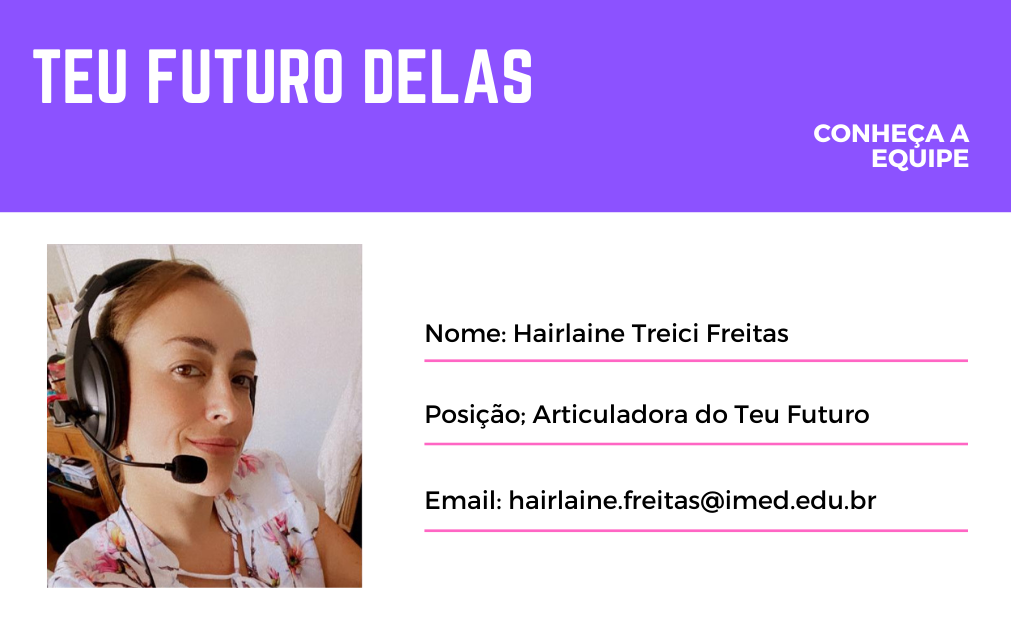 TEU FUTURO DELAS
CONHEÇA A
EQUIPE
Nome: Hairlaine Treici Freitas
Posição; Articuladora do Teu Futuro
Email: hairlaine.freitas@imed.edu.br